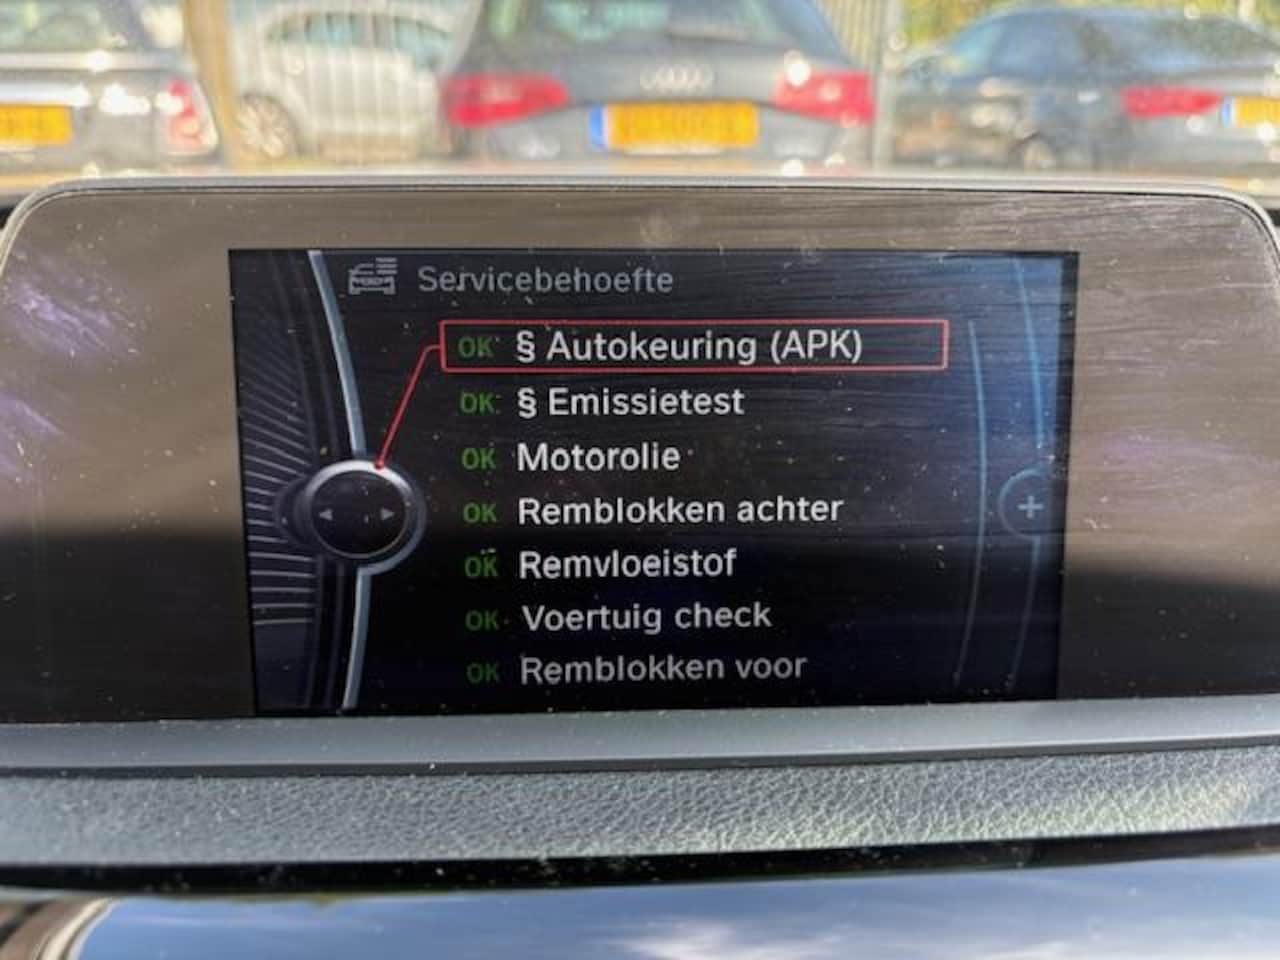 Servicebehoefte
OK § Autokeuring (APK)
OK § Emissietest
OK Motorolie
OK Remblokken achter
OK Remvloeistof
OK Voertuig check
OK Remblokken voor
+